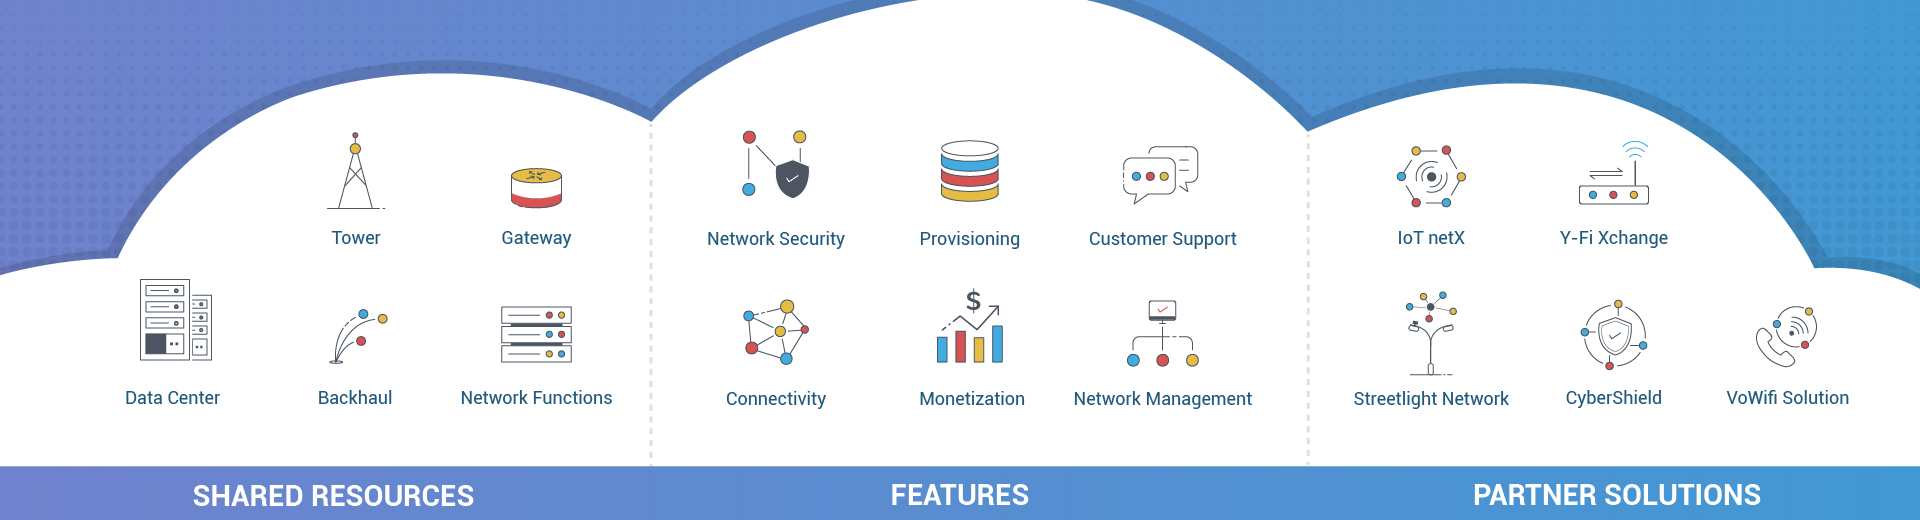 Tower
Gateway
Data Center
Backhaul
Network Functions
SHARED RESOURCES
Network Security
Provisioning
Customer Support
$
Connectivity
Monetization
Network Management
FEATURES
IoT netX
Y-Fi Xchange
Streetlight Network
CyberShield
VoWifi Solution
PARTNER SOLUTIONS